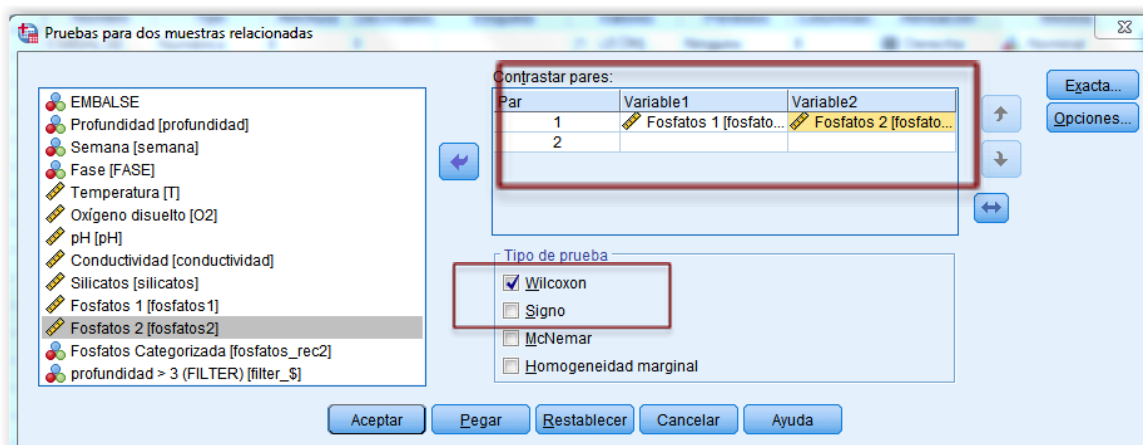 Pruebas para dos muestras relacionadas
EMBALSE
Profundidad [profundidad]
Semana [semana]
Fase [FASE]
Temperatura [T]
Oxígeno disuelto [O2]
pH [pH]
Conductividad [conductividad]
Silicatos [silicatos]
Fosfatos 1 [fosfatos1]
Fosfatos 2 [fosfatos2]
Fosfatos Categorizada [fosfatos_rec2]
profundidad > 3 (FILTER) [filter_$]
Contrastar pares:
Par Variable1 Variable2
1 Fosfatos 1 [fosfato... Fosfatos 2 [fosfato...
2
Exacta...
Opciones...
Tipo de prueba
Wilcoxon
Signo
McNemar
Homogeneidad marginal
Aceptar Pegar Restablecer Cancelar Ayuda